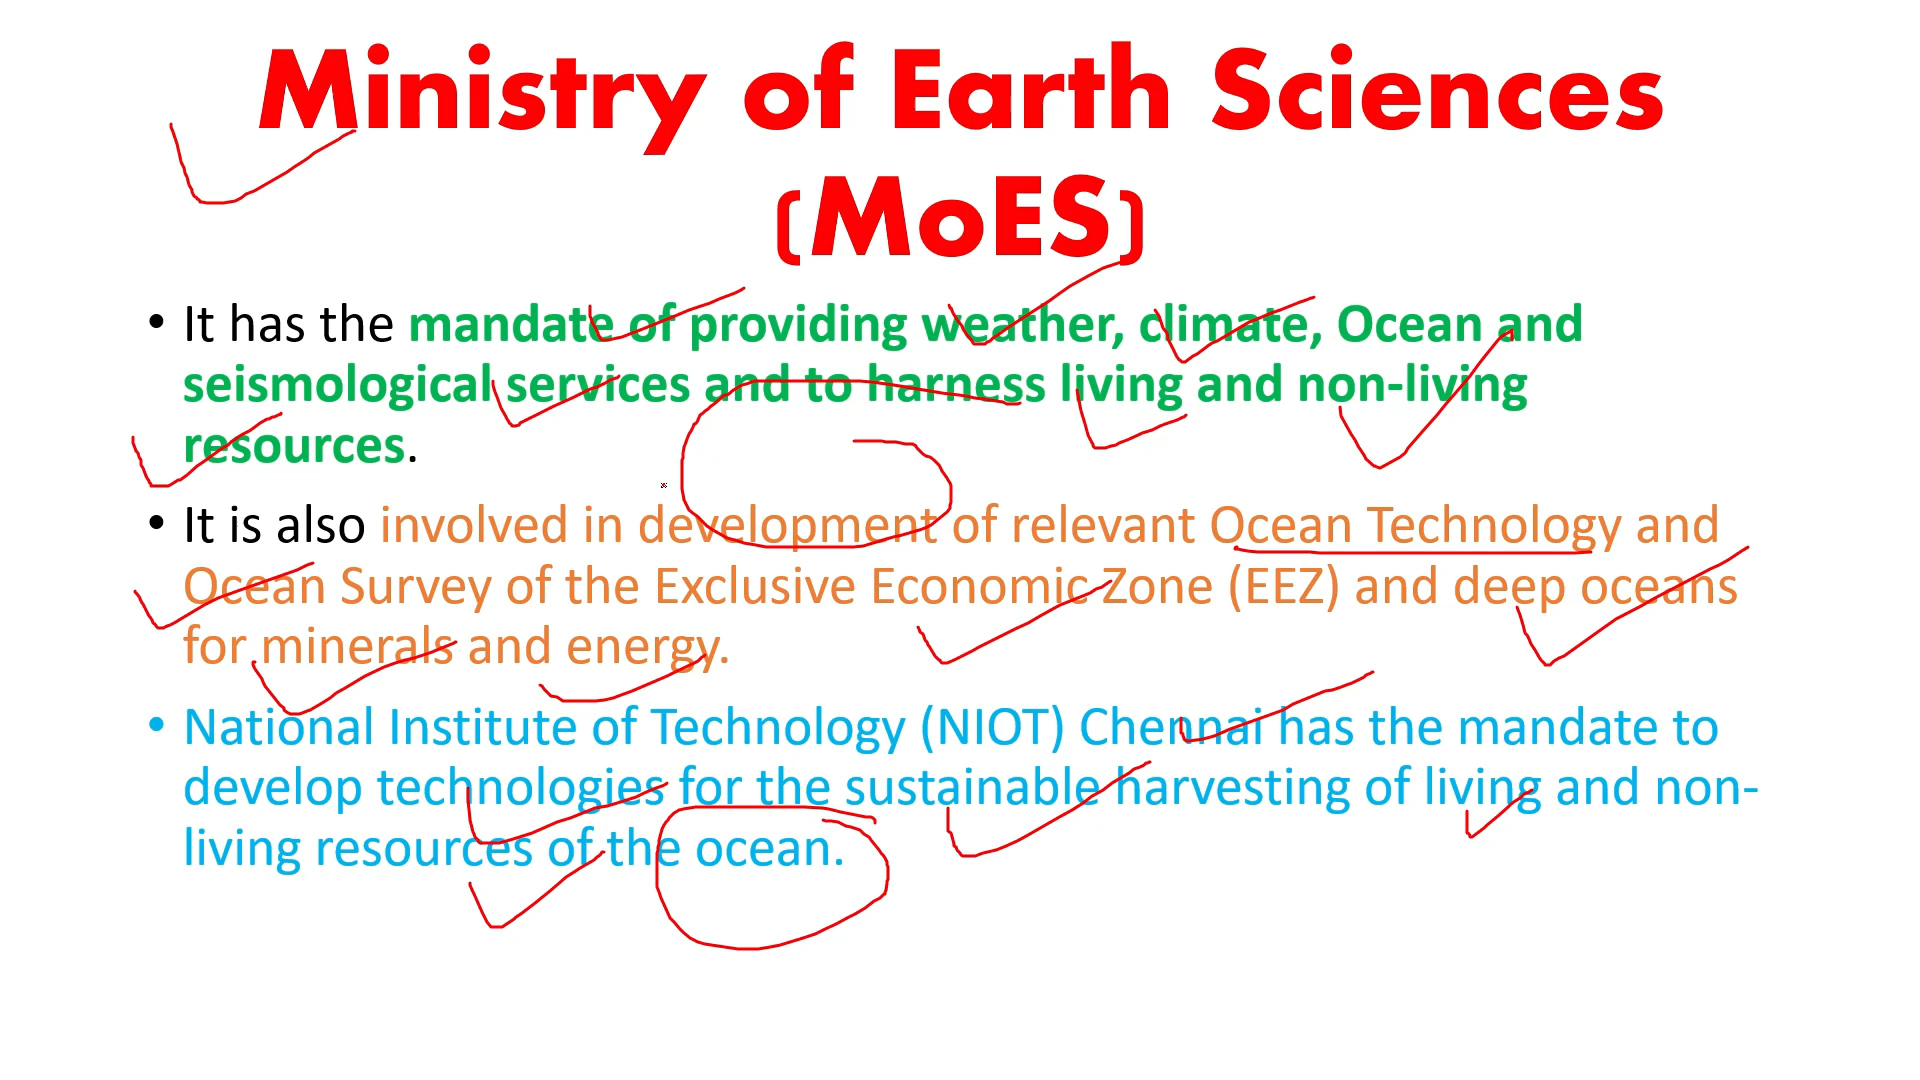 Ministry of Earth Sciences
(MoES)
• It has the mandate of providing weather, climate, Ocean and
seismological services and to harness living and non-living
resources.
• It is also involved in development of relevant Ocean Technology and
Ocean Survey of the Exclusive Economic Zone (EEZ) and deep oceans
for minerals and energy.
• National Institute of Technology (NIOT) Chennai has the mandate to
develop technologies for the sustainable harvesting of living and non-
living resources of the ocean.